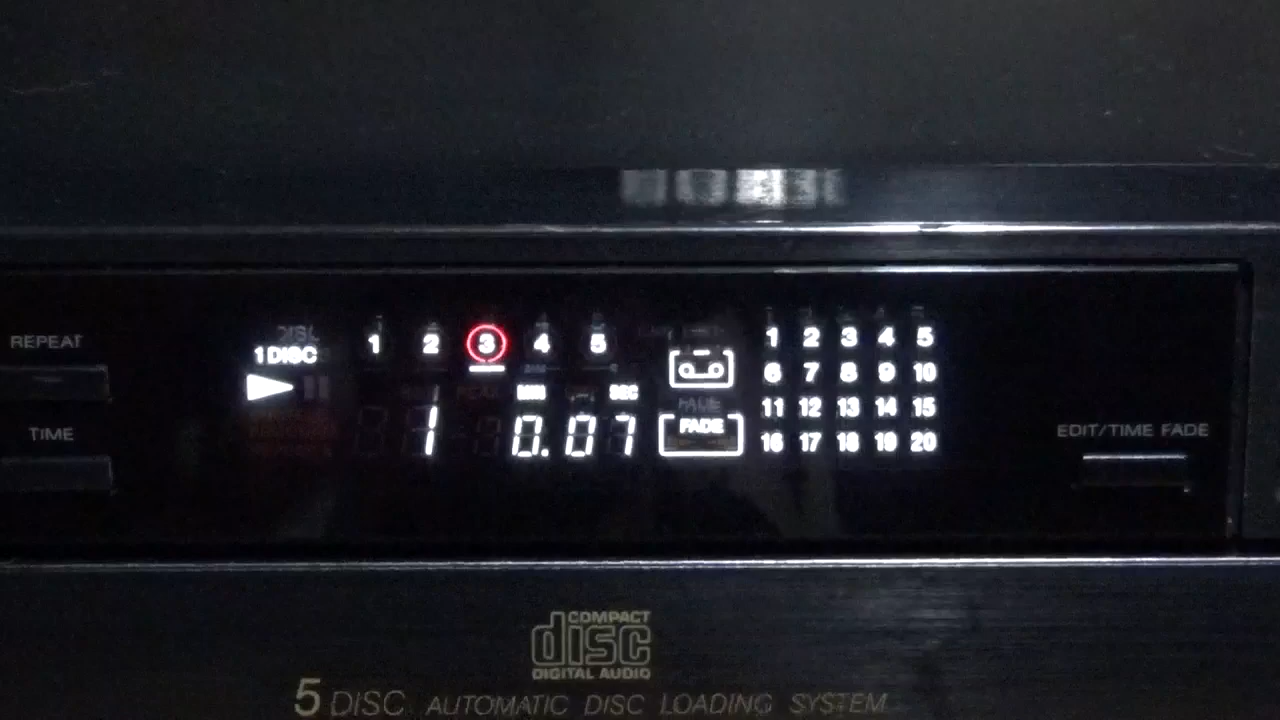 REPEAT
TIME
DISC
1 DISC
1 2 3 4 5
MIN SEC
1 0.07
FADE
1 2 3 4 5
6 7 8 9 10
11 12 13 14 15
16 17 18 19 20
EDIT/TIME FADE
COMPACT
disc
DIGITAL AUDIO
5 DISC AUTOMATIC DISC LOADING SYSTEM